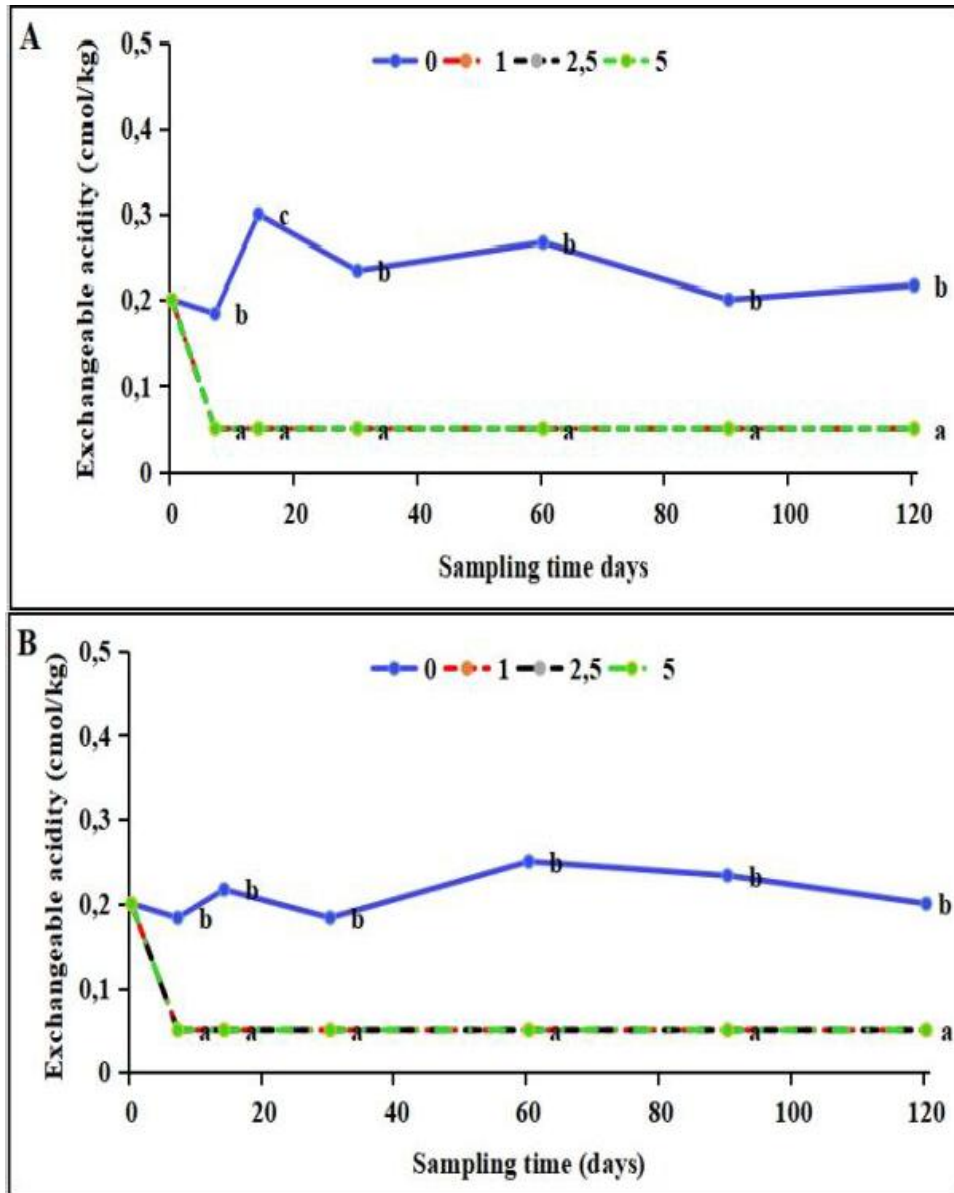 A
0,5
0 1 2,5 5
0,4
0,3
c
b
b
b
0,2
b
b
b
0,1
a a a a a a
0
0 20 40 60 80 100 120
Exchangeable acidity (cmol/kg)
Sampling time days
B
0,5
0 1 2,5 5
0,4
0,3
b
b
b
0,2
b
b
b
0,1
a a a a a a
0
0 20 40 60 80 100 120
Exchangeable acidity (cmol/kg)
Sampling time (days)